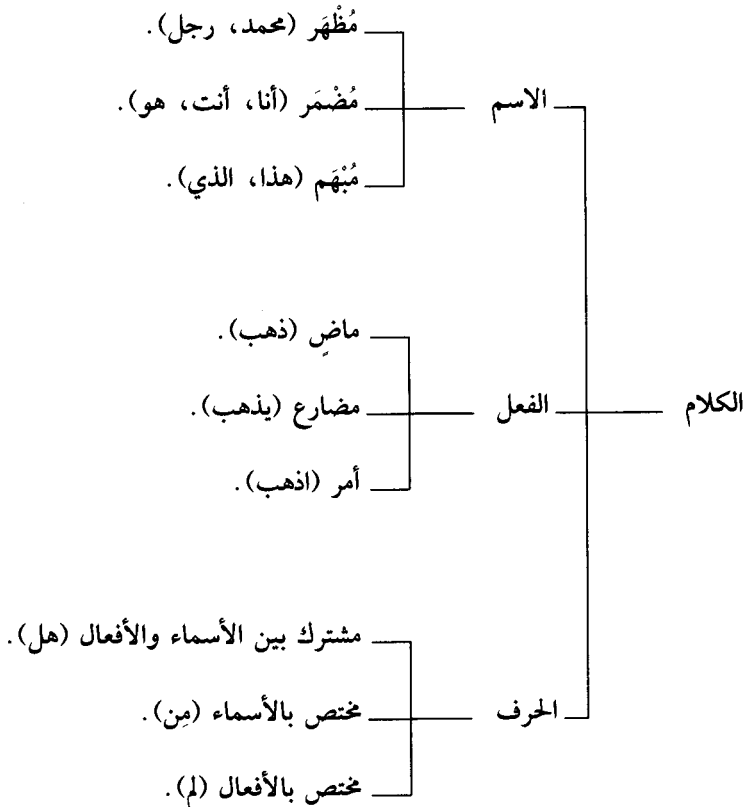 مُظْهَر (محمد، رجل).
الاسم
مُضْمَر (أنا، أنت، هو).
مُبْهَم (هذا، الذي).
ماضٍ (ذهب).
الكلام
الفعل
مضارع (يذهب).
أمر (اذهب).
مشترك بين الأسماء والأفعال (هل).
الحرف
مختص بالأسماء (مِن).
مختص بالأفعال (لم).